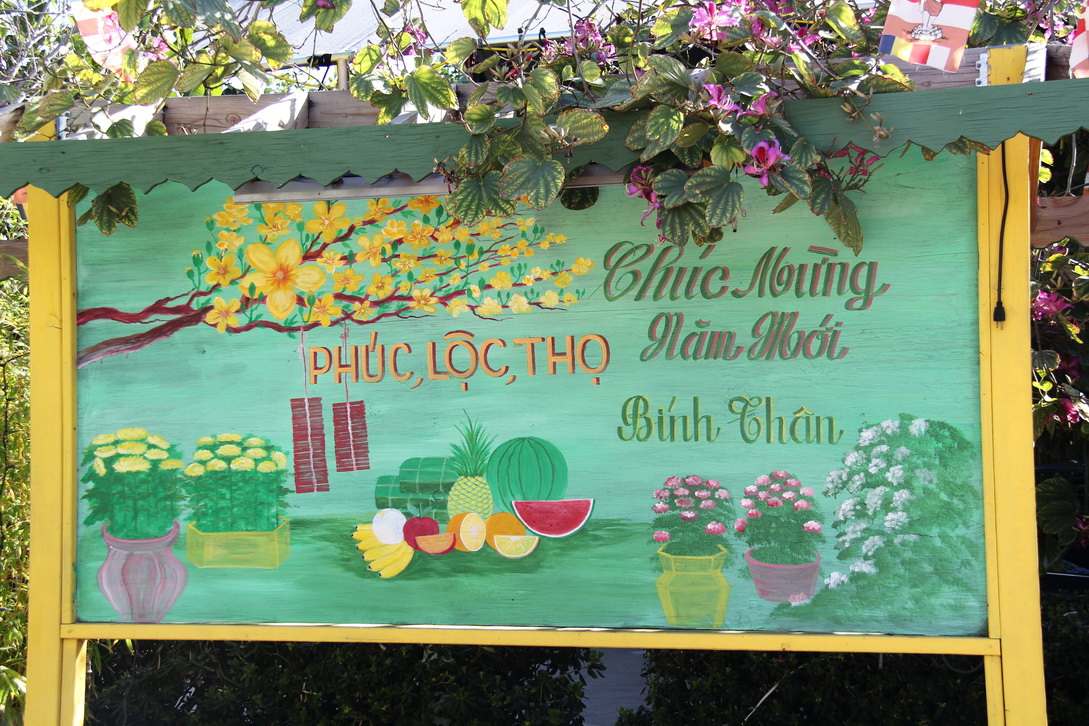 Chúc Mừng
Năm Mới
PHÚC, LỘC, THỌ
Bính Thân